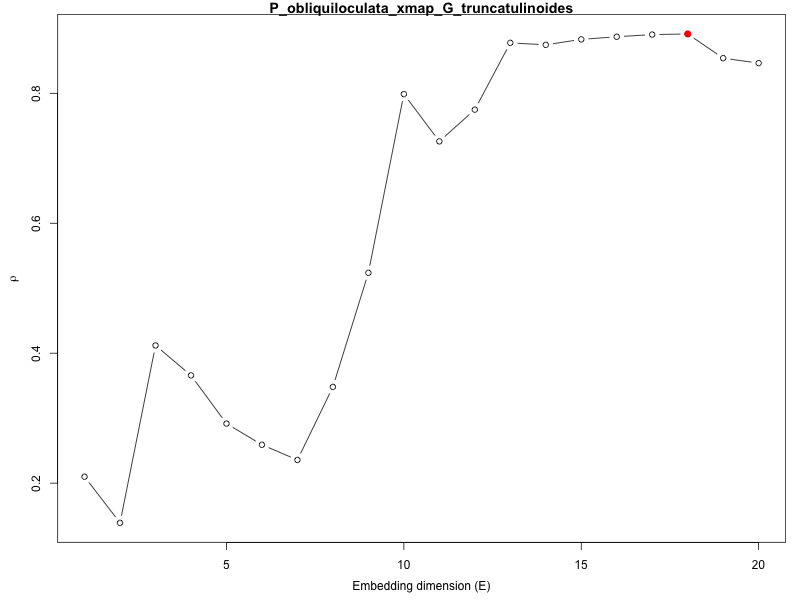 P_obliquiloculata_xmap_G_truncatulinoides
0.8
0.6
ρ
0.4
0.2
5 10 15 20
Embedding dimension (E)